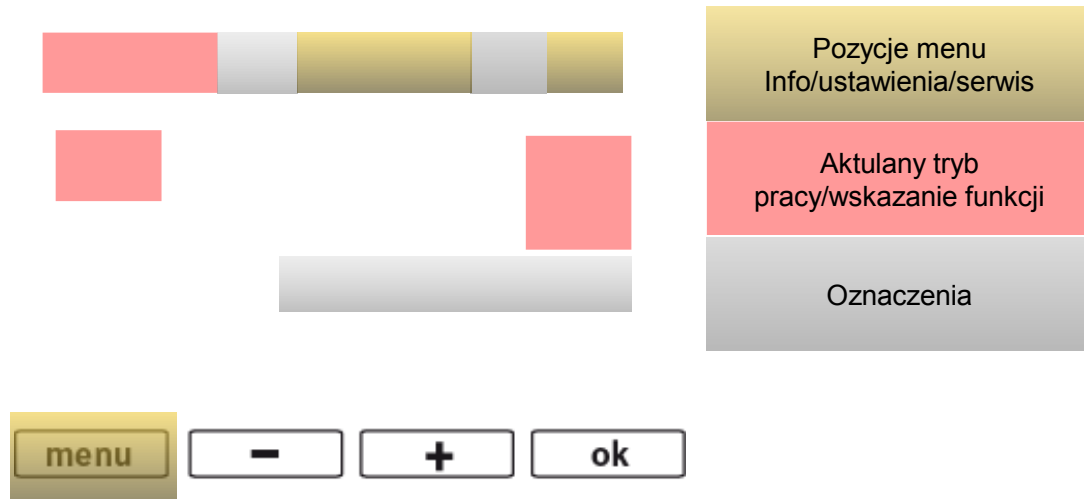 Pozycje menu
Info/ustawienia/serwis
Aktulany tryb
pracy/wskazanie funkcji
Oznaczenia
menu - + ok